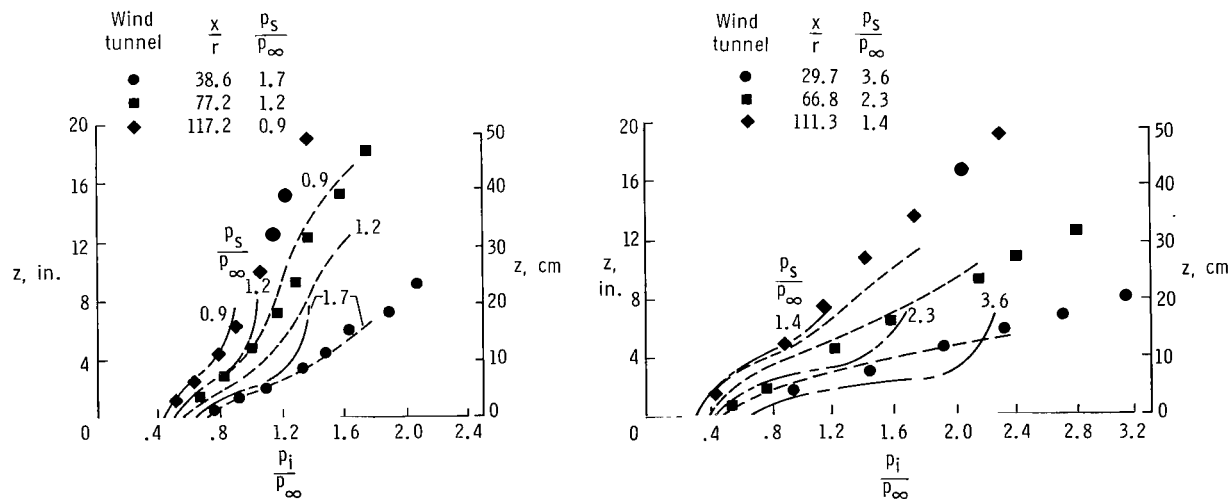 Wind tunnel x/r p_s/p_∞
● 38.6 1.7
■ 77.2 1.2
◆ 117.2 0.9
20
16
12
8
4
0
z, in.
p_s/p_∞
0.9
1.2
0.9
1.2
1.7
50
40
30
20
10
0
z, cm
0 .4 .8 1.2 1.6 2.0 2.4
p_i/p_∞
Wind tunnel x/r p_s/p_∞
● 29.7 3.6
■ 66.8 2.3
◆ 111.3 1.4
20
16
12
8
4
0
z, in.
p_s/p_∞
1.4
2.3
3.6
50
40
30
20
10
0
z, cm
0 .4 .8 1.2 1.6 2.0 2.4 2.8 3.2
p_i/p_∞